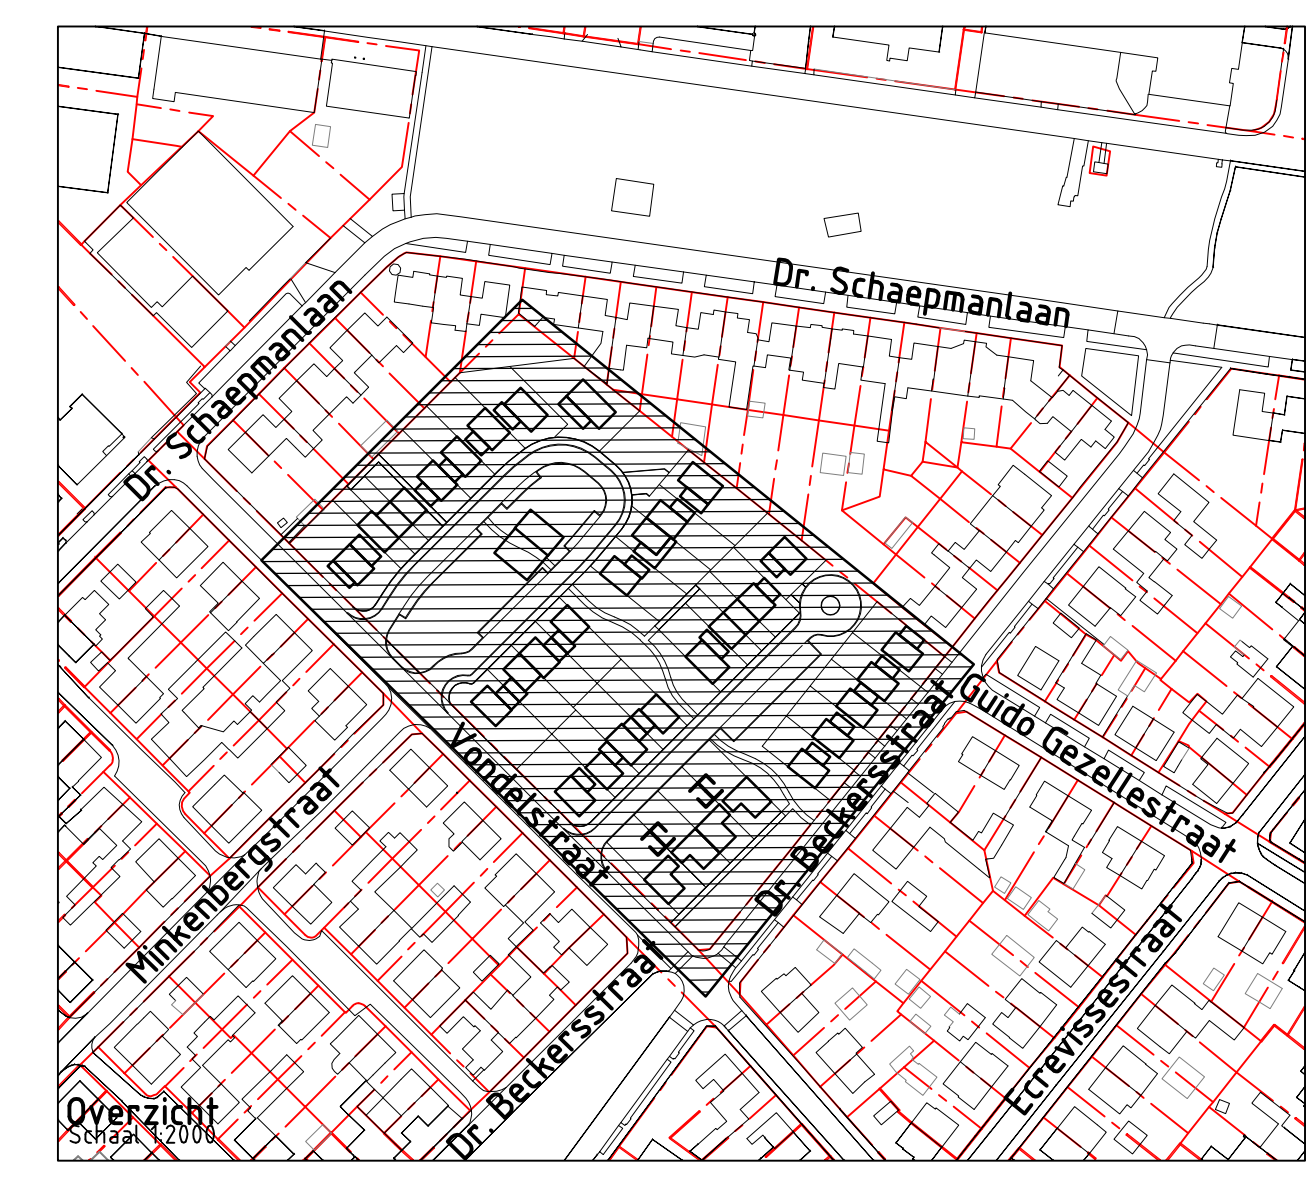 Dr. Schaepmanlaan
Dr. Schaepmanlaan
Guido Gezellestraat
Vondelstraat
Dr. Beckersstraat
Minkenbergstraat
Dr. Beckersstraat
Ecrevissestraat
Overzicht
Schaal 1:2000